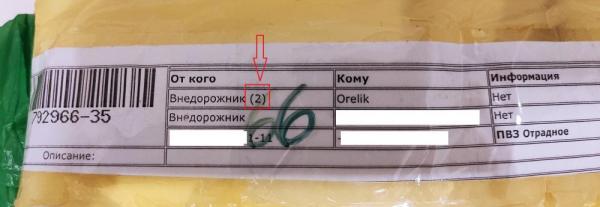 От кого Кому Информация
Внедорожник (2) Orelik Нет
792966-35 Внедорожник Нет
1-11 ПВЗ Отрадное
66
Описание: